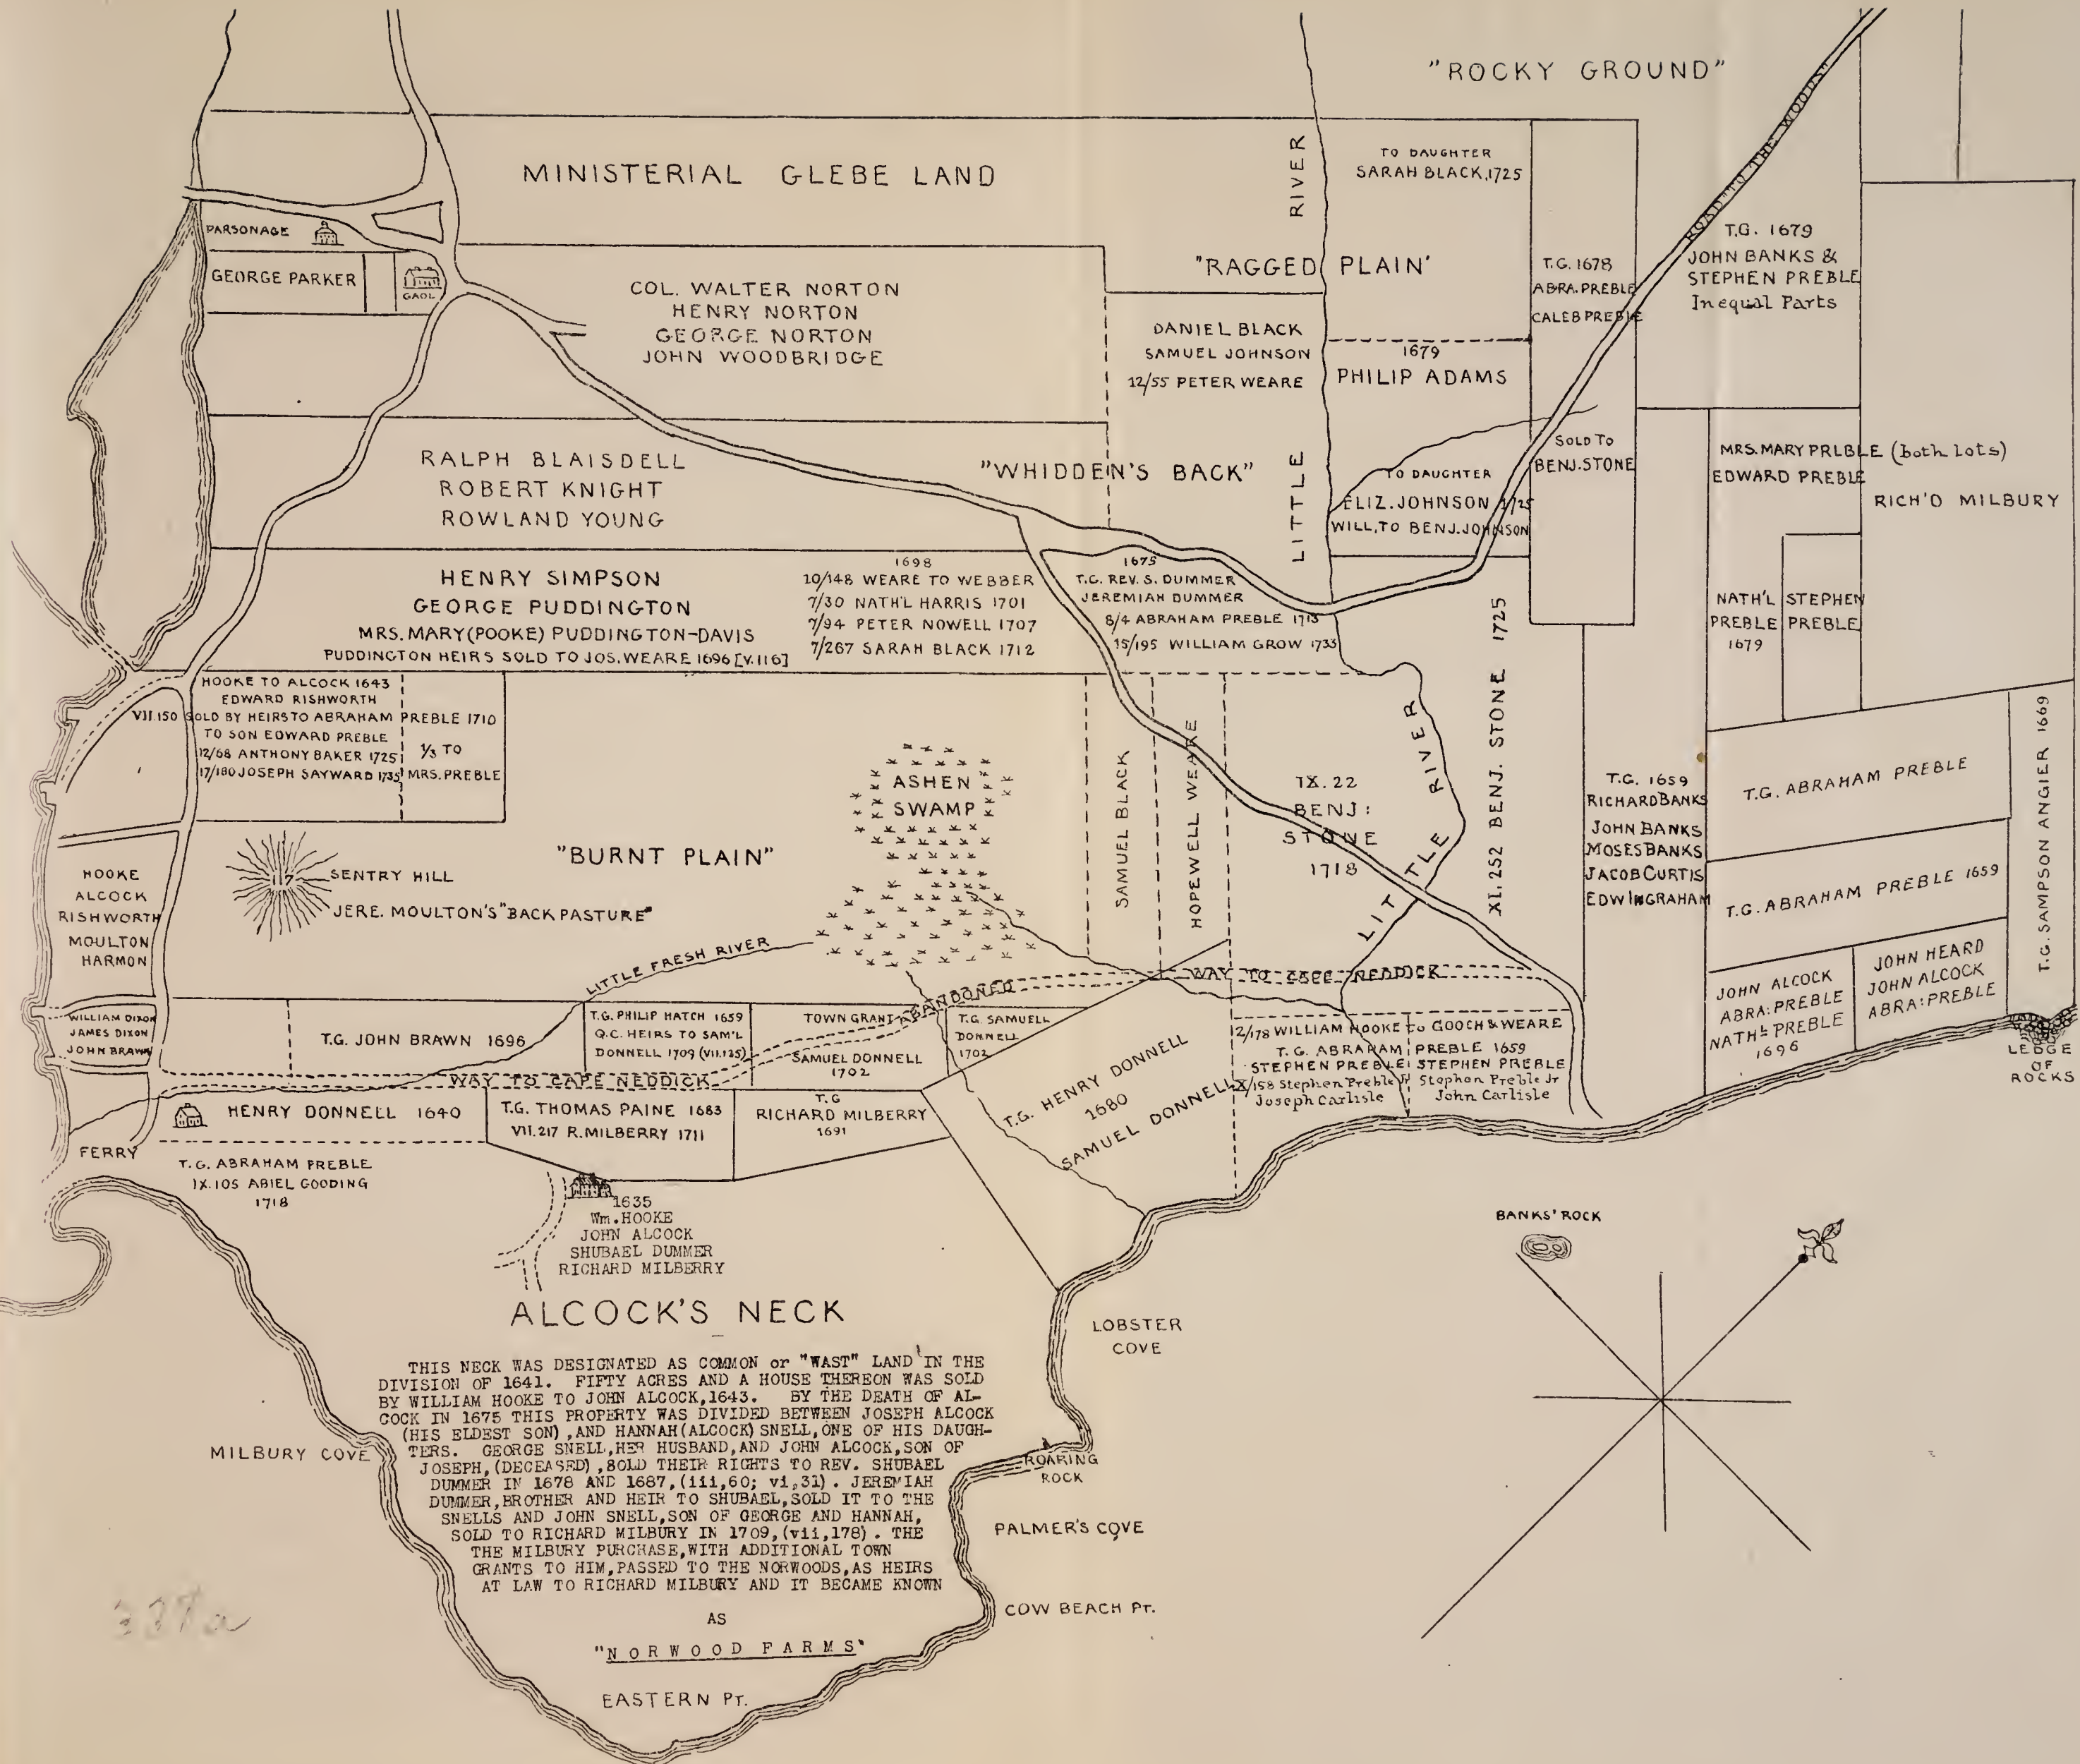 "ROCKY GROUND"
ROAD "TO THE WOODS"
MINISTERIAL GLEBE LAND
RIVER
TO DAUGHTER
SARAH BLACK, 1725
PARSONAGE
GEORGE PARKER
GAOL
COL. WALTER NORTON
HENRY NORTON
GEORGE NORTON
JOHN WOODBRIDGE
"RAGGED PLAIN'
T.G. 1678
ABRA. PREBLE
CALEB PREBLE
T.G. 1679
JOHN BANKS &
STEPHEN PREBLE
In equal Parts
DANIEL BLACK
SAMUEL JOHNSON
12/55 PETER WEARE
1679
PHILIP ADAMS
RALPH BLAISDELL
ROBERT KNIGHT
ROWLAND YOUNG
"WHIDDEN'S BACK"
LITTLE
TO DAUGHTER
ELIZ. JOHNSON 1725
WILL, TO BENJ. JOHNSON
SOLD TO
BENJ. STONE
MRS. MARY PRLBLE (both lots)
EDWARD PREBLE
RICH'D MILBURY
HENRY SIMPSON
GEORGE PUDDINGTON
MRS. MARY (POOKE) PUDDINGTON-DAVIS
PUDDINGTON HEIRS SOLD TO JOS. WEARE 1696 [V.116]
1698
10/148 WEARE TO WEBBER
7/30 NATH'L HARRIS 1701
7/94 PETER NOWELL 1707
7/267 SARAH BLACK 1712
1675
T.G. REV. S. DUMMER
JEREMIAH DUMMER
8/4 ABRAHAM PREBLE 1713
15/195 WILLIAM GROW 1733
NATH'L
PREBLE
1679
STEPHEN
PREBLE
HOOKE TO ALCOCK 1643
EDWARD RISHWORTH
VII.150 SOLD BY HEIRS TO ABRAHAM PREBLE 1710
TO SON EDWARD PREBLE
12/68 ANTHONY BAKER 1725
17/180 JOSEPH SAYWARD 1735
1/3 TO
MRS. PREBLE
ASHEN
SWAMP
SAMUEL BLACK
HOPEWELL WEARE
IX.22
BENJ:
STONE
1718
LITTLE RIVER
XI.252 BENJ. STONE 1725
T.G. 1659
RICHARD BANKS
JOHN BANKS
MOSES BANKS
JACOB CURTIS
EDW INGRAHAM
T.G. ABRAHAM PREBLE
T.G. ABRAHAM PREBLE 1659
T.G. SAMPSON ANGIER 1669
JOHN ALCOCK
ABRA: PREBLE
NATHL PREBLE
1696
JOHN HEARD
JOHN ALCOCK
ABRA: PREBLE
LEDGE
OF
ROCKS
HOOKE
ALCOCK
RISHWORTH
MOULTON
HARMON
SENTRY HILL
"BURNT PLAIN"
JERE. MOULTON'S "BACK PASTURE"
LITTLE FRESH RIVER
ABANDONED
WAY TO CAPE NEDDICK
WILLIAM DIXON
JAMES DIXON
JOHN BRAWN
T.G. JOHN BRAWN 1696
T.G. PHILIP HATCH 1659
Q.C. HEIRS TO SAM'L
DONNELL 1709 (VII.125)
TOWN GRANT
SAMUEL DONNELL
1702
T.G. SAMUELL
DONNELL
1702
WAY TO CAPE NEDDICK
HENRY DONNELL 1640
T.G. THOMAS PAINE 1683
VII.217 R. MILBERRY 1711
T.G
RICHARD MILBERRY
1691
T.G. HENRY DONNELL
1680
SAMUEL DONNELL
12/178 WILLIAM HOOKE to GOOCH & WEARE
T.G. ABRAHAM PREBLE 1659
STEPHEN PREBLE STEPHEN PREBLE
X/158 Stephen Preble Jr Stephen Preble Jr
Joseph Carlisle John Carlisle
FERRY
T.G. ABRAHAM PREBLE
IX.105 ABIEL GOODING
1718
1635
Wm. HOOKE
JOHN ALCOCK
SHUBAEL DUMMER
RICHARD MILBERRY
BANKS' ROCK
ALCOCK'S NECK
THIS NECK WAS DESIGNATED AS COMMON or "WAST" LAND IN THE
DIVISION OF 1641. FIFTY ACRES AND A HOUSE THEREON WAS SOLD
BY WILLIAM HOOKE TO JOHN ALCOCK, 1643. BY THE DEATH OF AL-
COCK IN 1675 THIS PROPERTY WAS DIVIDED BETWEEN JOSEPH ALCOCK
(HIS ELDEST SON), AND HANNAH (ALCOCK) SNELL, ONE OF HIS DAUGH-
TERS. GEORGE SNELL, HER HUSBAND, AND JOHN ALCOCK, SON OF
JOSEPH, (DECEASED), SOLD THEIR RIGHTS TO REV. SHUBAEL
DUMMER IN 1678 AND 1687, (iii,60; vi,31). JEREMIAH
DUMMER, BROTHER AND HEIR TO SHUBAEL, SOLD IT TO THE
SNELLS AND JOHN SNELL, SON OF GEORGE AND HANNAH,
SOLD TO RICHARD MILBURY IN 1709, (vii,178). THE
THE MILBURY PURCHASE, WITH ADDITIONAL TOWN
GRANTS TO HIM, PASSED TO THE NORWOODS, AS HEIRS
AT LAW TO RICHARD MILBURY AND IT BECAME KNOWN
AS
"NORWOOD FARMS"
LOBSTER
COVE
MILBURY COVE
ROARING
ROCK
PALMER'S COVE
COW BEACH Pt.
EASTERN Pt.